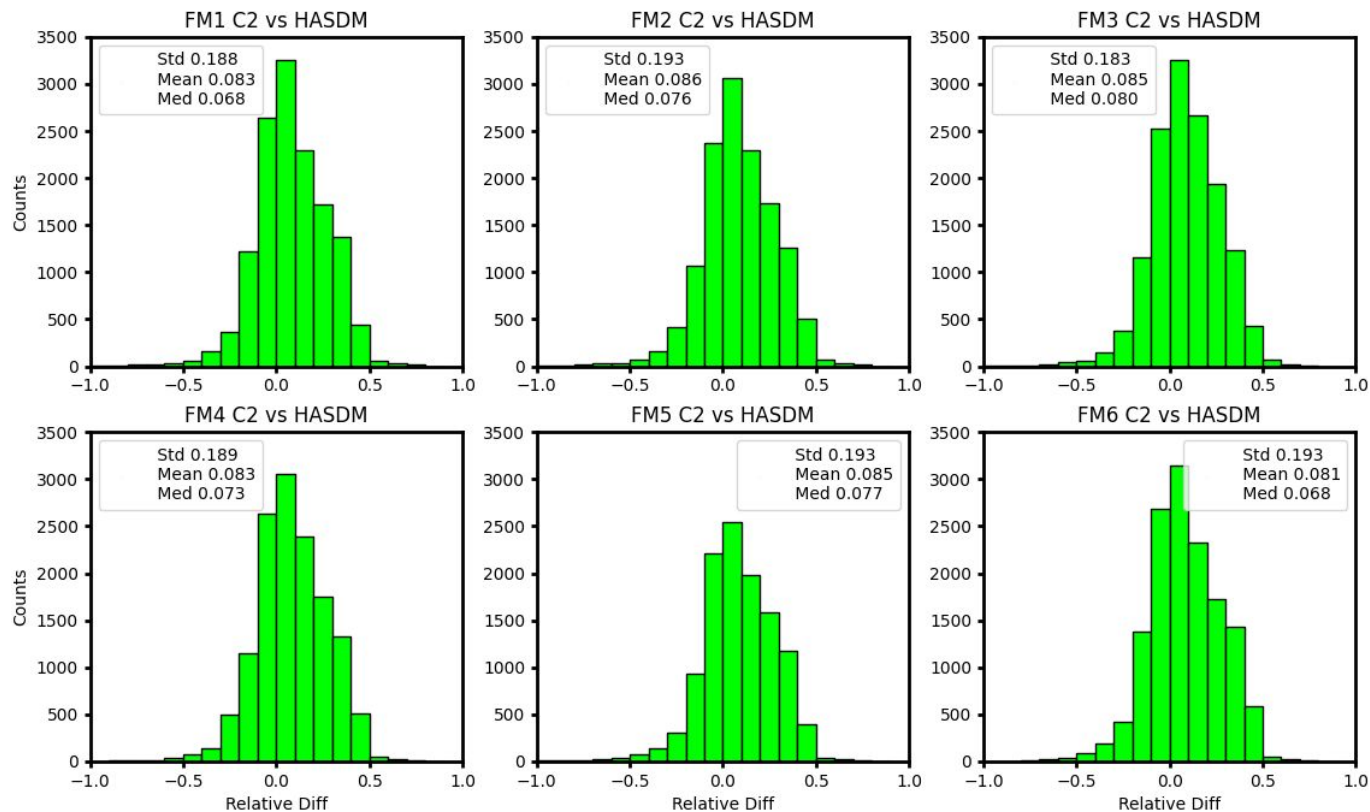 FM1 C2 vs HASDM
FM2 C2 vs HASDM
FM3 C2 vs HASDM
3500
3000
2500
2000
1500
1000
500
0
Counts
Std 0.188
Mean 0.083
Med 0.068
−1.0 −0.5 0.0 0.5 1.0
3500
3000
2500
2000
1500
1000
500
0
Std 0.193
Mean 0.086
Med 0.076
−1.0 −0.5 0.0 0.5 1.0
3500
3000
2500
2000
1500
1000
500
0
Std 0.183
Mean 0.085
Med 0.080
−1.0 −0.5 0.0 0.5 1.0
FM4 C2 vs HASDM
FM5 C2 vs HASDM
FM6 C2 vs HASDM
3500
3000
2500
2000
1500
1000
500
0
Counts
Std 0.189
Mean 0.083
Med 0.073
−1.0 −0.5 0.0 0.5 1.0
Relative Diff
3500
3000
2500
2000
1500
1000
500
0
Std 0.193
Mean 0.085
Med 0.077
−1.0 −0.5 0.0 0.5 1.0
Relative Diff
3500
3000
2500
2000
1500
1000
500
0
Std 0.193
Mean 0.081
Med 0.068
−1.0 −0.5 0.0 0.5 1.0
Relative Diff